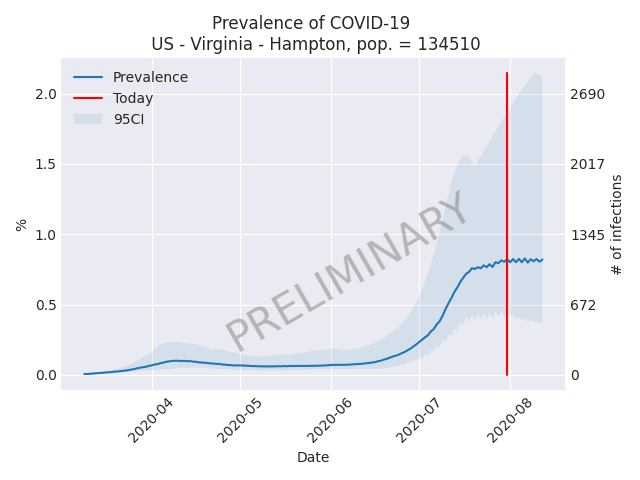 Prevalence of COVID-19
US - Virginia - Hampton, pop. = 134510
Prevalence
Today
95CI
2.0
1.5
1.0
0.5
0.0
%
2690
2017
1345
672
0
# of infections
PRELIMINARY
2020-04
2020-05
2020-06
2020-07
2020-08
Date